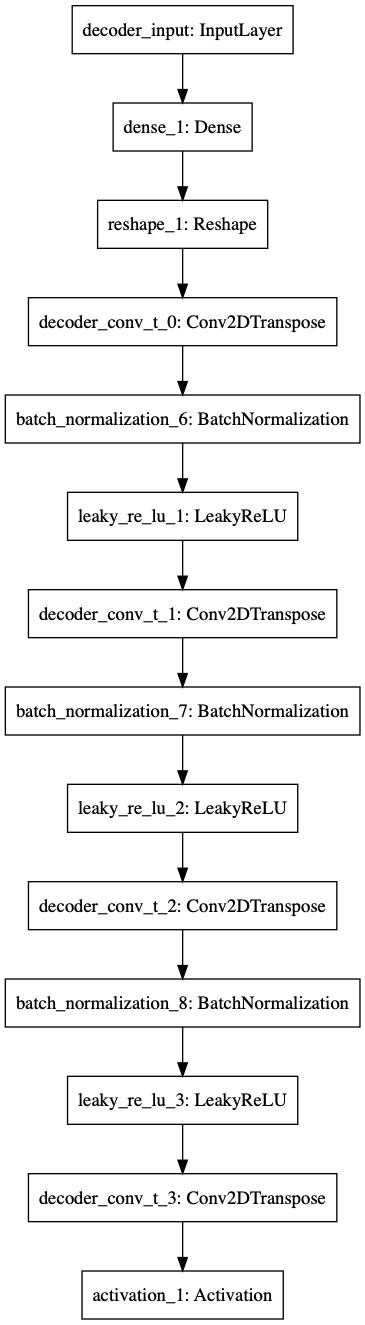 decoder_input: InputLayer
dense_1: Dense
reshape_1: Reshape
decoder_conv_t_0: Conv2DTranspose
batch_normalization_6: BatchNormalization
leaky_re_lu_1: LeakyReLU
decoder_conv_t_1: Conv2DTranspose
batch_normalization_7: BatchNormalization
leaky_re_lu_2: LeakyReLU
decoder_conv_t_2: Conv2DTranspose
batch_normalization_8: BatchNormalization
leaky_re_lu_3: LeakyReLU
decoder_conv_t_3: Conv2DTranspose
activation_1: Activation